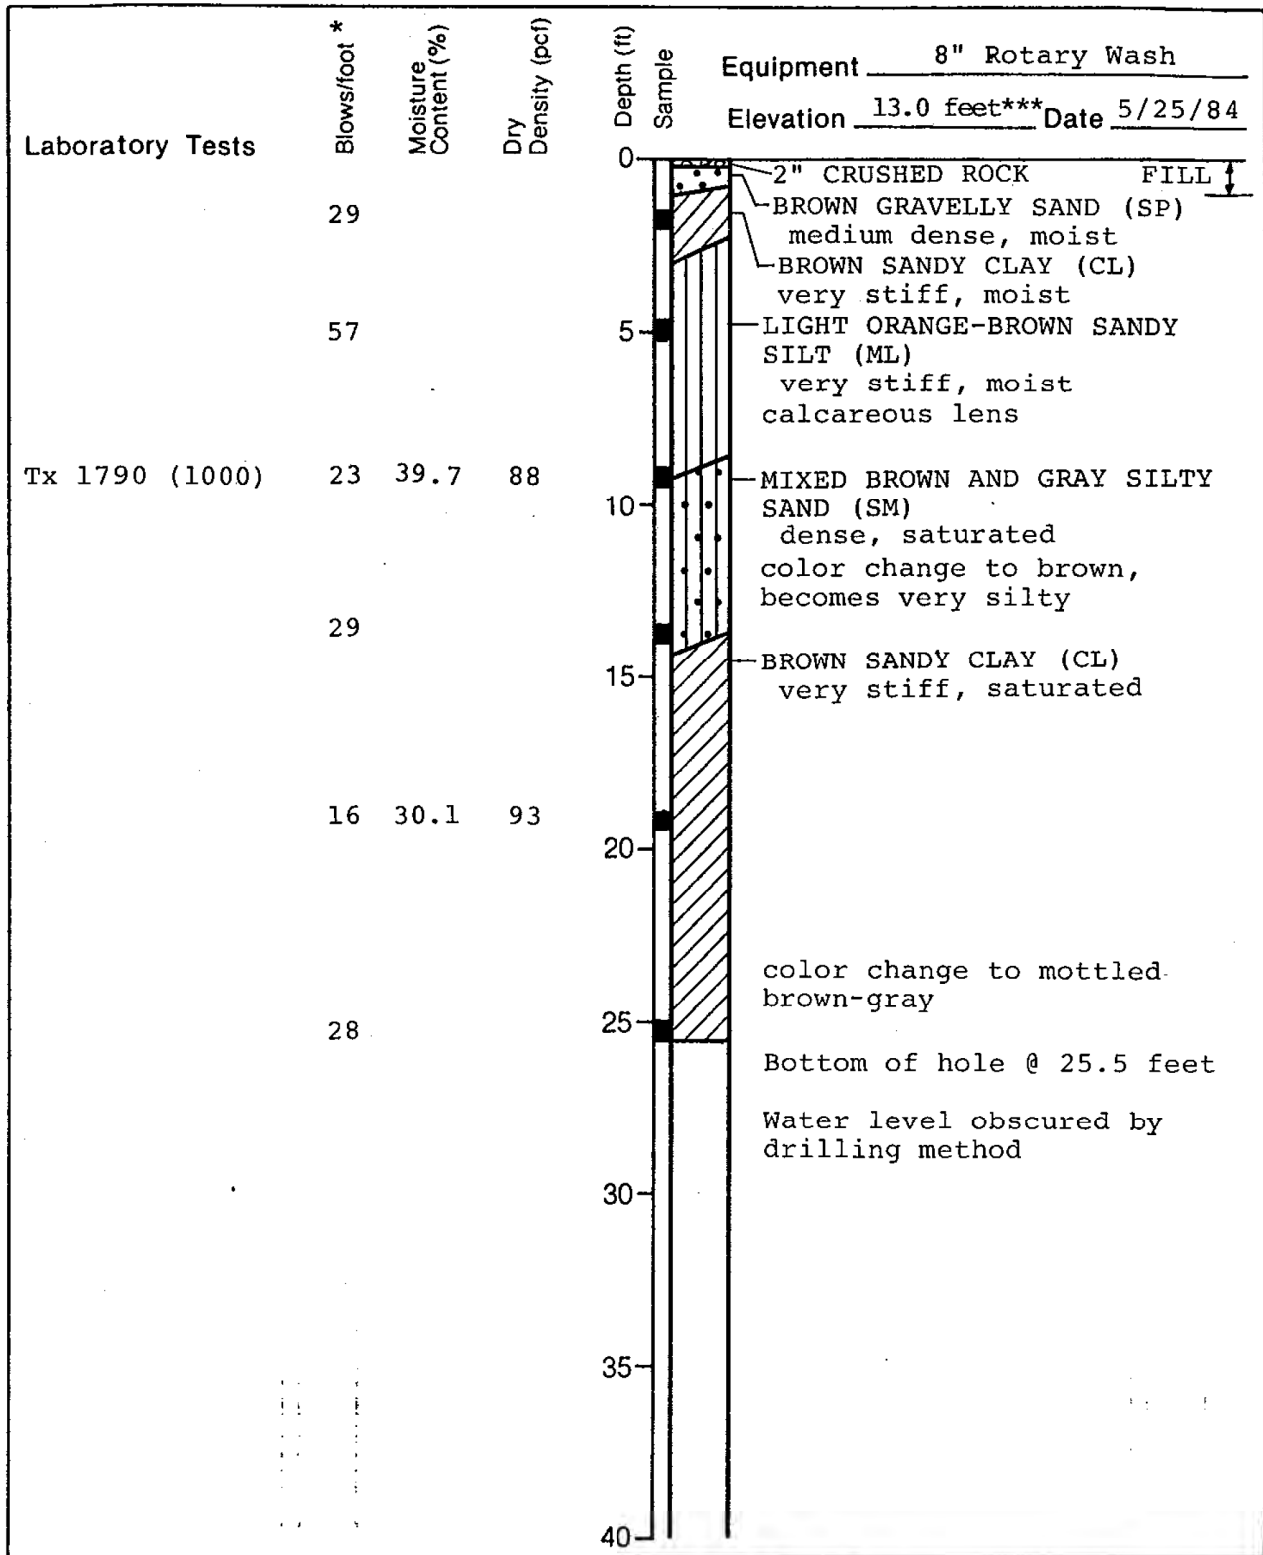 Equipment 8" Rotary Wash
Elevation 13.0 feet*** Date 5/25/84
Laboratory Tests
Blows/foot *
Moisture
Content (%)
Dry
Density (pcf)
Depth (ft)
Sample
0
2" CRUSHED ROCK FILL
BROWN GRAVELLY SAND (SP)
29
medium dense, moist
BROWN SANDY CLAY (CL)
very stiff, moist
57 5 LIGHT ORANGE-BROWN SANDY
SILT (ML)
very stiff, moist
calcareous lens
Tx 1790 (1000) 23 39.7 88 MIXED BROWN AND GRAY SILTY
10 SAND (SM)
dense, saturated
color change to brown,
becomes very silty
29
15 BROWN SANDY CLAY (CL)
very stiff, saturated
16 30.1 93
20
color change to mottled
brown-gray
28 25
Bottom of hole @ 25.5 feet
Water level obscured by
drilling method
30
35
40